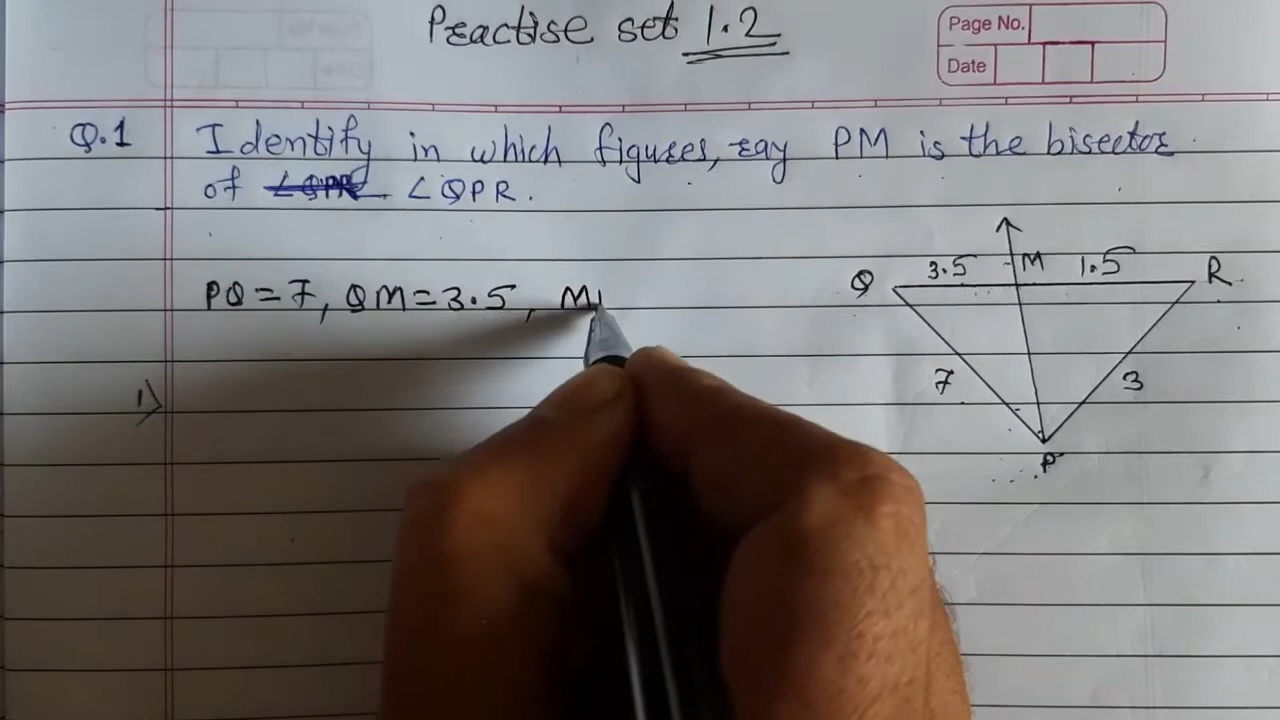 Practise set 1.2
Page No.
Date
Q.1 Identify in which figures, ray PM is the bisector
of ∠QPR ∠QPR.
PQ = 7, QM = 3.5, M
1)
Q 3.5 M 1.5 R
7 3
P